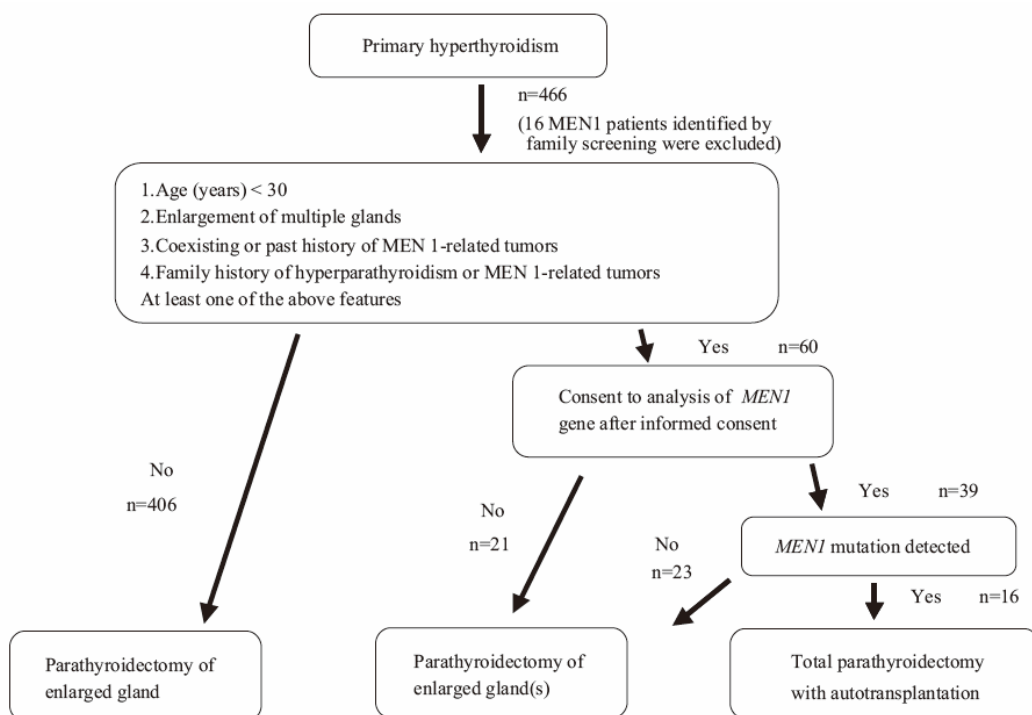 Primary hyperthyroidism
n=466
(16 MEN1 patients identified by
family screening were excluded)
1.Age (years) < 30
2.Enlargement of multiple glands
3.Coexisting or past history of MEN 1-related tumors
4.Family history of hyperparathyroidism or MEN 1-related tumors
At least one of the above features
Yes n=60
Consent to analysis of MEN1
gene after informed consent
No
n=406
No
n=21
Yes n=39
MEN1 mutation detected
No
n=23
Yes n=16
Parathyroidectomy of
enlarged gland
Parathyroidectomy of
enlarged gland(s)
Total parathyroidectomy
with autotransplantation